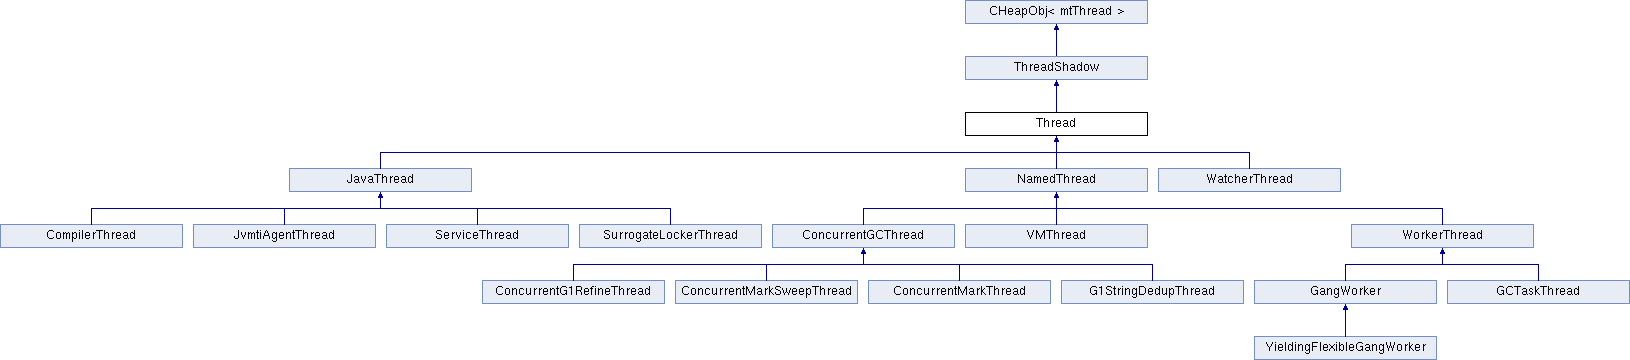 CHeapObj< mtThread >
ThreadShadow
Thread
JavaThread
NamedThread
WatcherThread
CompilerThread
JvmtiAgentThread
ServiceThread
SurrogateLockerThread
ConcurrentGCThread
VMThread
WorkerThread
ConcurrentG1RefineThread
ConcurrentMarkSweepThread
ConcurrentMarkThread
G1StringDedupThread
GangWorker
GCTaskThread
YieldingFlexibleGangWorker